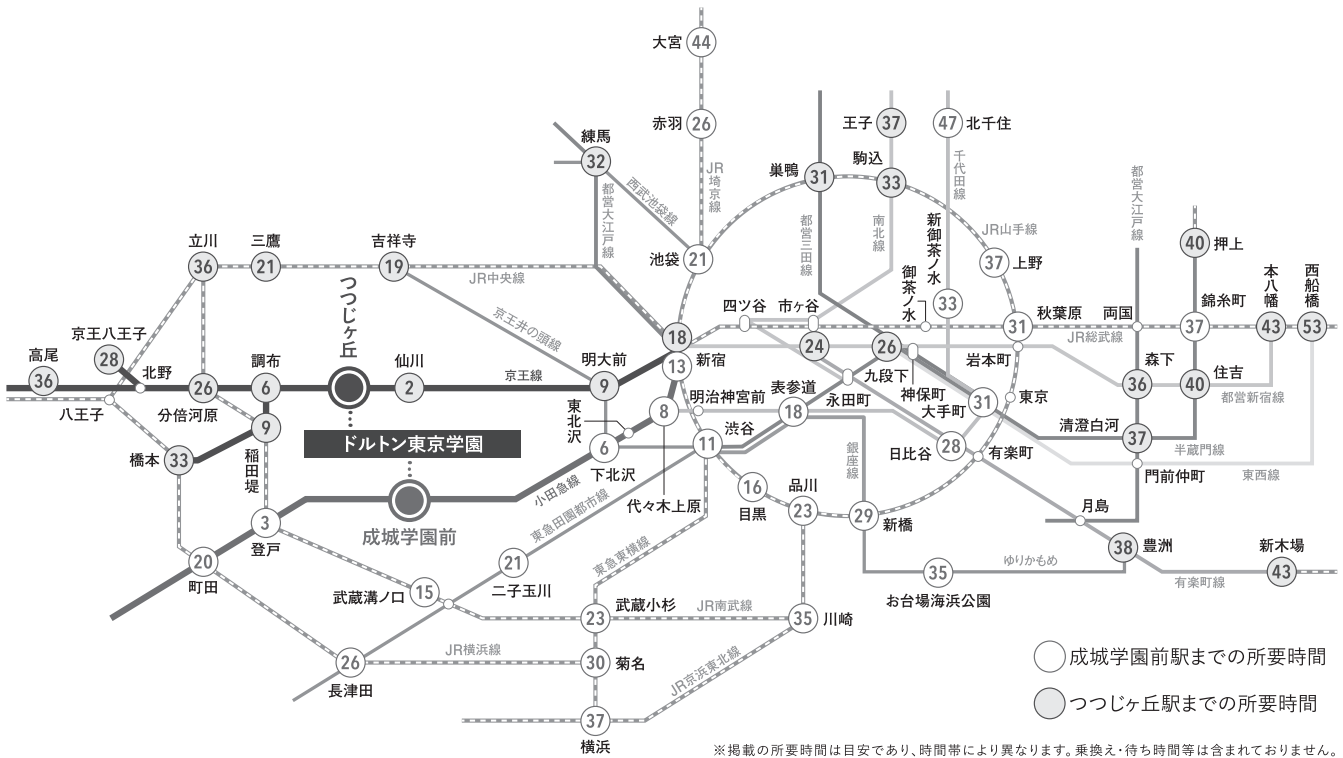 大宮
44
赤羽
26
JR埼京線
練馬
32
西武池袋線
都営大江戸線
池袋
21
巣鴨
31
都営三田線
王子
37
駒込
33
南北線
47
北千住
千代田線
新御茶ノ水
33
御茶ノ水
JR山手線
37
上野
都営大江戸線
40
押上
本八幡
43
西船橋
53
立川
36
三鷹
21
吉祥寺
19
JR中央線
京王井の頭線
四ツ谷
市ヶ谷
24
秋葉原
31
両国
錦糸町
37
JR総武線
つつじヶ丘
京王八王子
28
高尾
36
北野
八王子
26
分倍河原
調布
6
仙川
2
京王線
明大前
9
18
新宿
13
26
九段下
神保町
岩本町
森下
36
40
住吉
都営新宿線
9
稲田堤
橋本
33
ドルトン東京学園
成城学園前
小田急線
東北沢
6
下北沢
8
代々木上原
明治神宮前
表参道
18
永田町
大手町
31
東京
清澄白河
37
半蔵門線
渋谷
11
日比谷
28
有楽町
門前仲町
東西線
銀座線
16
目黒
品川
23
29
新橋
月島
3
登戸
20
町田
東急田園都市線
21
二子玉川
東急東横線
35
お台場海浜公園
ゆりかもめ
38
豊洲
新木場
43
有楽町線
武蔵溝ノ口
15
23
武蔵小杉
JR南武線
35
川崎
26
長津田
JR横浜線
30
菊名
JR京浜東北線
37
横浜
成城学園前駅までの所要時間
つつじヶ丘駅までの所要時間
※掲載の所要時間は目安であり、時間帯により異なります。乗換え・待ち時間等は含まれておりません。